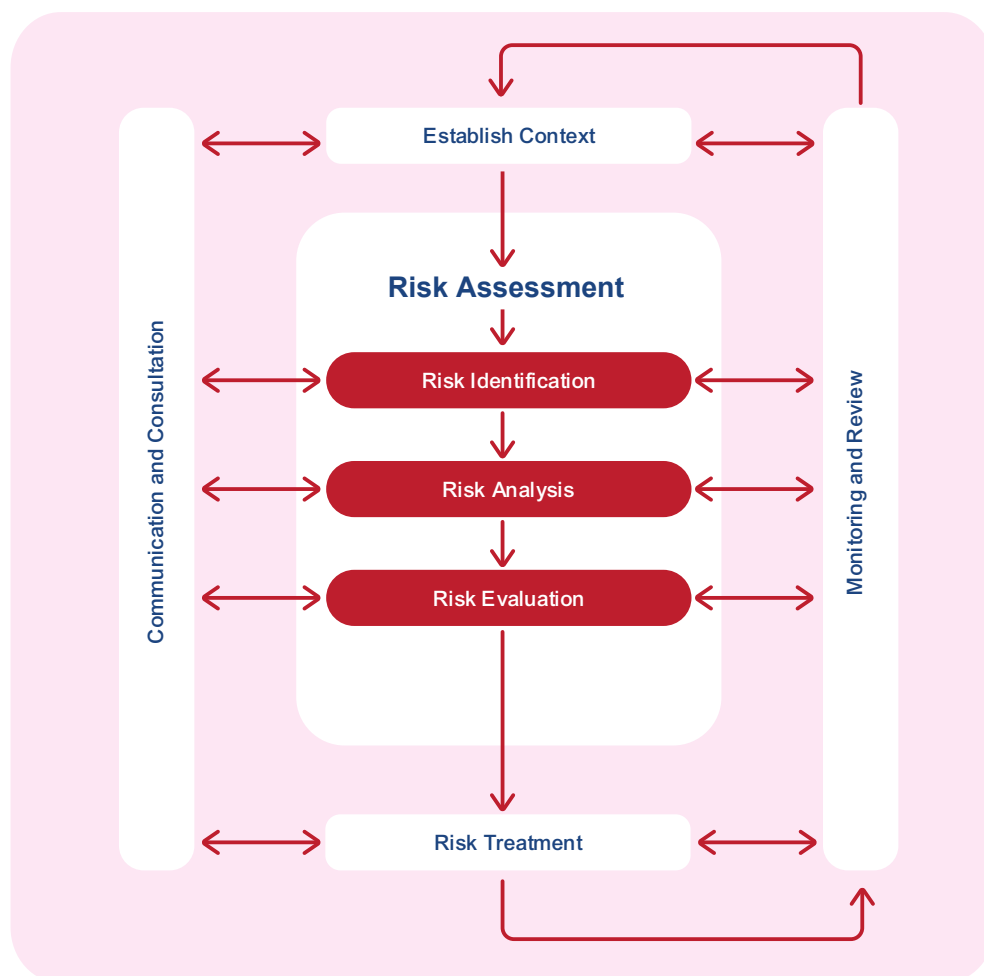 Establish Context
Risk Assessment
Risk Identification
Risk Analysis
Risk Evaluation
Risk Treatment
Communication and Consultation
Monitoring and Review